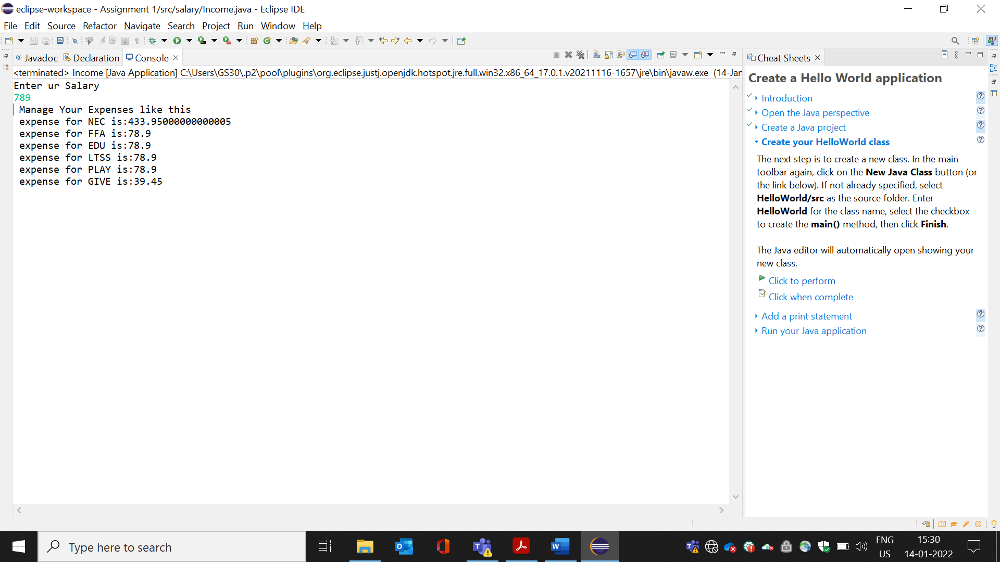 eclipse-workspace - Assignment 1/src/salary/Income.java - Eclipse IDE
File Edit Source Refactor Navigate Search Project Run Window Help
@ Javadoc Declaration Console
<terminated> Income [Java Application] C:\Users\GS30\.p2\pool\plugins\org.eclipse.justj.openjdk.hotspot.jre.full.win32.x86_64_17.0.1.v20211116-1657\jre\bin\javaw.exe (14-Jan
Enter ur Salary
789
Manage Your Expenses like this
expense for NEC is:433.95000000000005
expense for FFA is:78.9
expense for EDU is:78.9
expense for LTSS is:78.9
expense for PLAY is:78.9
expense for GIVE is:39.45
Cheat Sheets
Create a Hello World application
Introduction
Open the Java perspective
Create a Java project
Create your HelloWorld class
The next step is to create a new class. In the main
toolbar again, click on the New Java Class button (or
the link below). If not already specified, select
HelloWorld/src as the source folder. Enter
HelloWorld for the class name, select the checkbox
to create the main() method, then click Finish.
The Java editor will automatically open showing your
new class.
Click to perform
Click when complete
Add a print statement
Run your Java application
Type here to search
ENG
US
15:30
14-01-2022